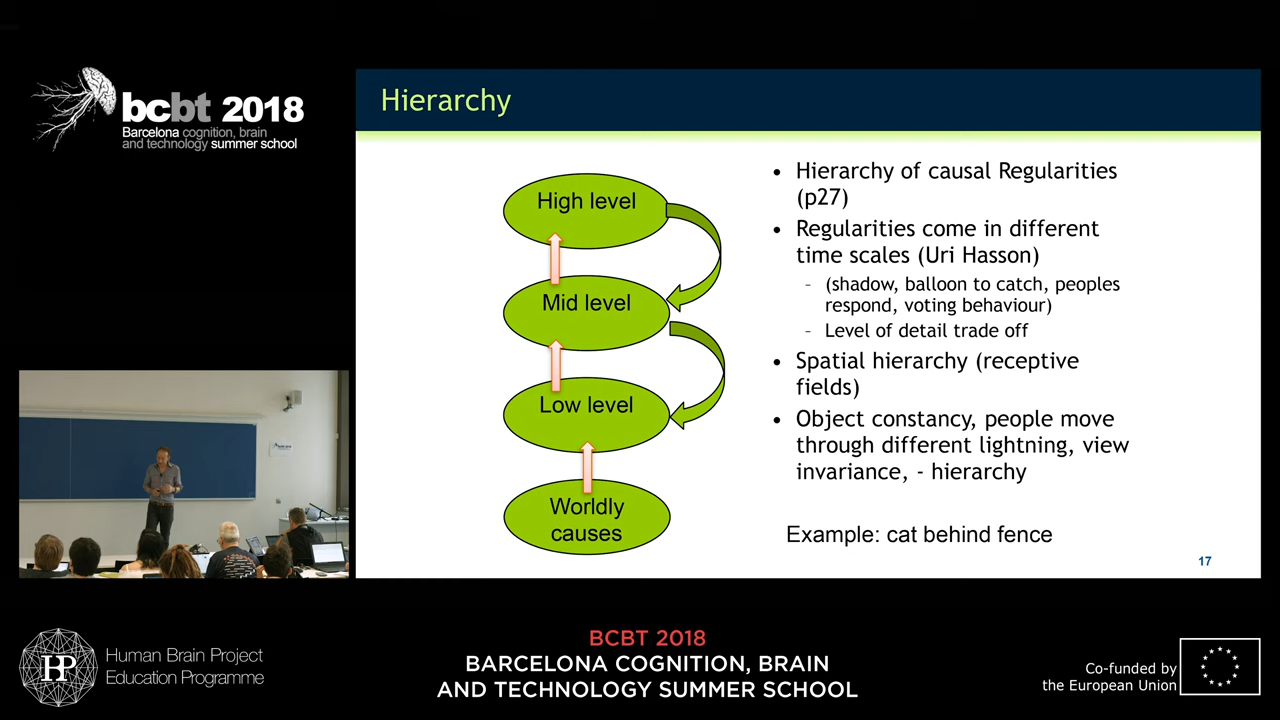 bcbt 2018
Barcelona cognition, brain
and technology summer school
Hierarchy
High level
Mid level
Low level
Worldly
causes
• Hierarchy of causal Regularities
(p27)
• Regularities come in different
time scales (Uri Hasson)
- (shadow, balloon to catch, peoples
respond, voting behaviour)
- Level of detail trade off
• Spatial hierarchy (receptive
fields)
• Object constancy, people move
through different lightning, view
invariance, - hierarchy
Example: cat behind fence
17
HP
Human Brain Project
Education Programme
BCBT 2018
BARCELONA COGNITION, BRAIN
AND TECHNOLOGY SUMMER SCHOOL
Co-funded by
the European Union